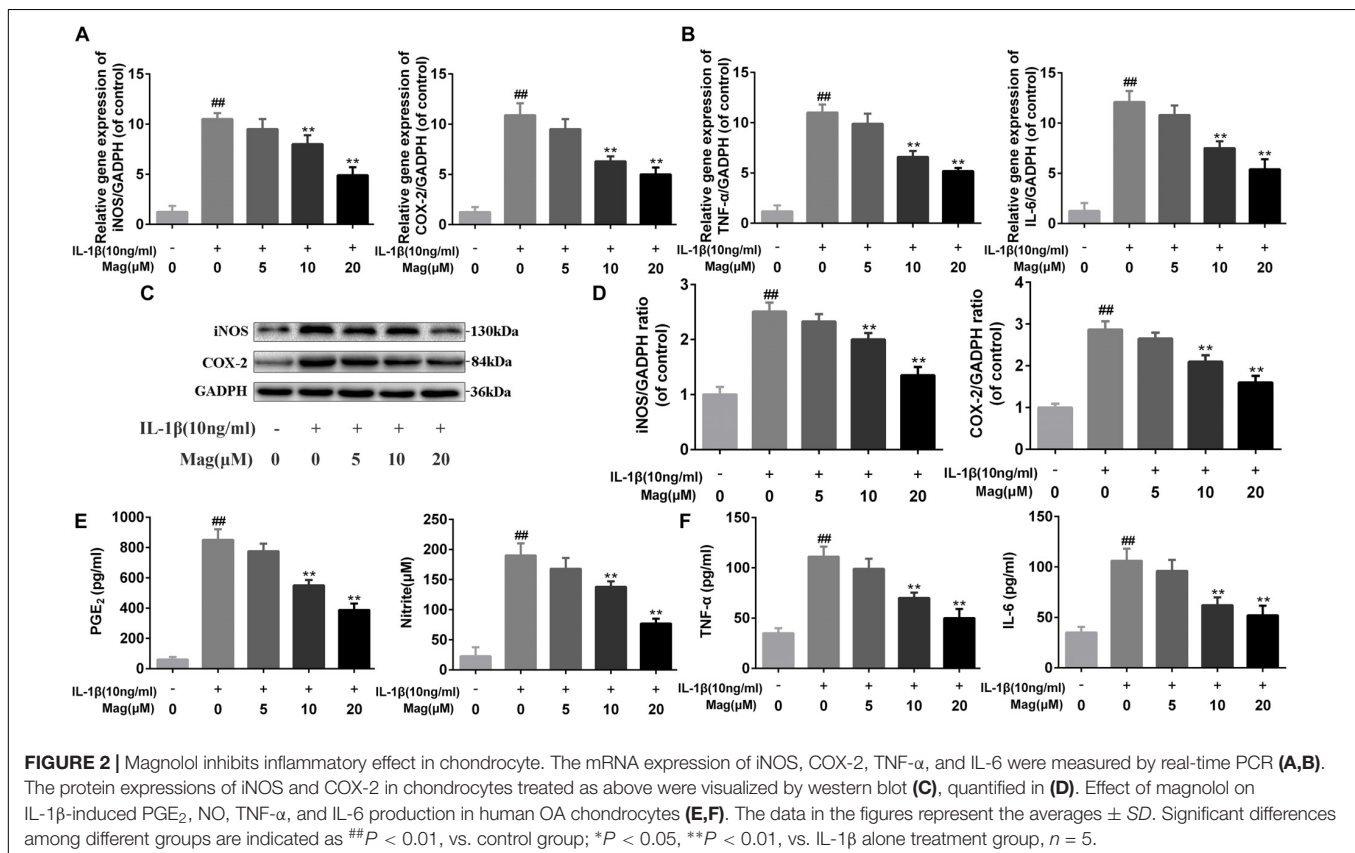 A
Relative gene expression of
iNOS/GADPH (of control)
15
10
5
0
##
**
**
IL-1β(10ng/ml) - + + + +
Mag(μM) 0 0 5 10 20
Relative gene expression of
COX-2/GADPH (of control)
15
10
5
0
##
**
**
IL-1β(10ng/ml) - + + + +
Mag(μM) 0 0 5 10 20
B
Relative gene expression of
TNF-α/GADPH (of control)
15
10
5
0
##
**
**
IL-1β(10ng/ml) - + + + +
Mag(μM) 0 0 5 10 20
Relative gene expression of
IL-6/GADPH (of control)
15
10
5
0
##
**
**
IL-1β(10ng/ml) - + + + +
Mag(μM) 0 0 5 10 20
C
iNOS -130kDa
COX-2 -84kDa
GADPH -36kDa
IL-1β(10ng/ml) - + + + +
Mag(μM) 0 0 5 10 20
D
iNOS/GADPH ratio
(of control)
3
2
1
0
##
**
**
IL-1β(10ng/ml) - + + + +
Mag(μM) 0 0 5 10 20
COX-2/GADPH ratio
(of control)
4
3
2
1
0
##
**
**
IL-1β(10ng/ml) - + + + +
Mag(μM) 0 0 5 10 20
E
PGE₂ (pg/ml)
1000
800
600
400
200
0
##
**
**
IL-1β(10ng/ml) - + + + +
Mag(μM) 0 0 5 10 20
Nitrite(μM)
250
200
150
100
50
0
##
**
**
IL-1β(10ng/ml) - + + + +
Mag(μM) 0 0 5 10 20
F
TNF-α (pg/ml)
150
100
50
0
##
**
**
IL-1β(10ng/ml) - + + + +
Mag(μM) 0 0 5 10 20
IL-6 (pg/ml)
150
100
50
0
##
**
**
IL-1β(10ng/ml) - + + + +
Mag(μM) 0 0 5 10 20
FIGURE 2 | Magnolol inhibits inflammatory effect in chondrocyte. The mRNA expression of iNOS, COX-2, TNF-α, and IL-6 were measured by real-time PCR (A,B).
The protein expressions of iNOS and COX-2 in chondrocytes treated as above were visualized by western blot (C), quantified in (D). Effect of magnolol on
IL-1β-induced PGE₂, NO, TNF-α, and IL-6 production in human OA chondrocytes (E,F). The data in the figures represent the averages ± SD. Significant differences
among different groups are indicated as ##P < 0.01, vs. control group; *P < 0.05, **P < 0.01, vs. IL-1β alone treatment group, n = 5.